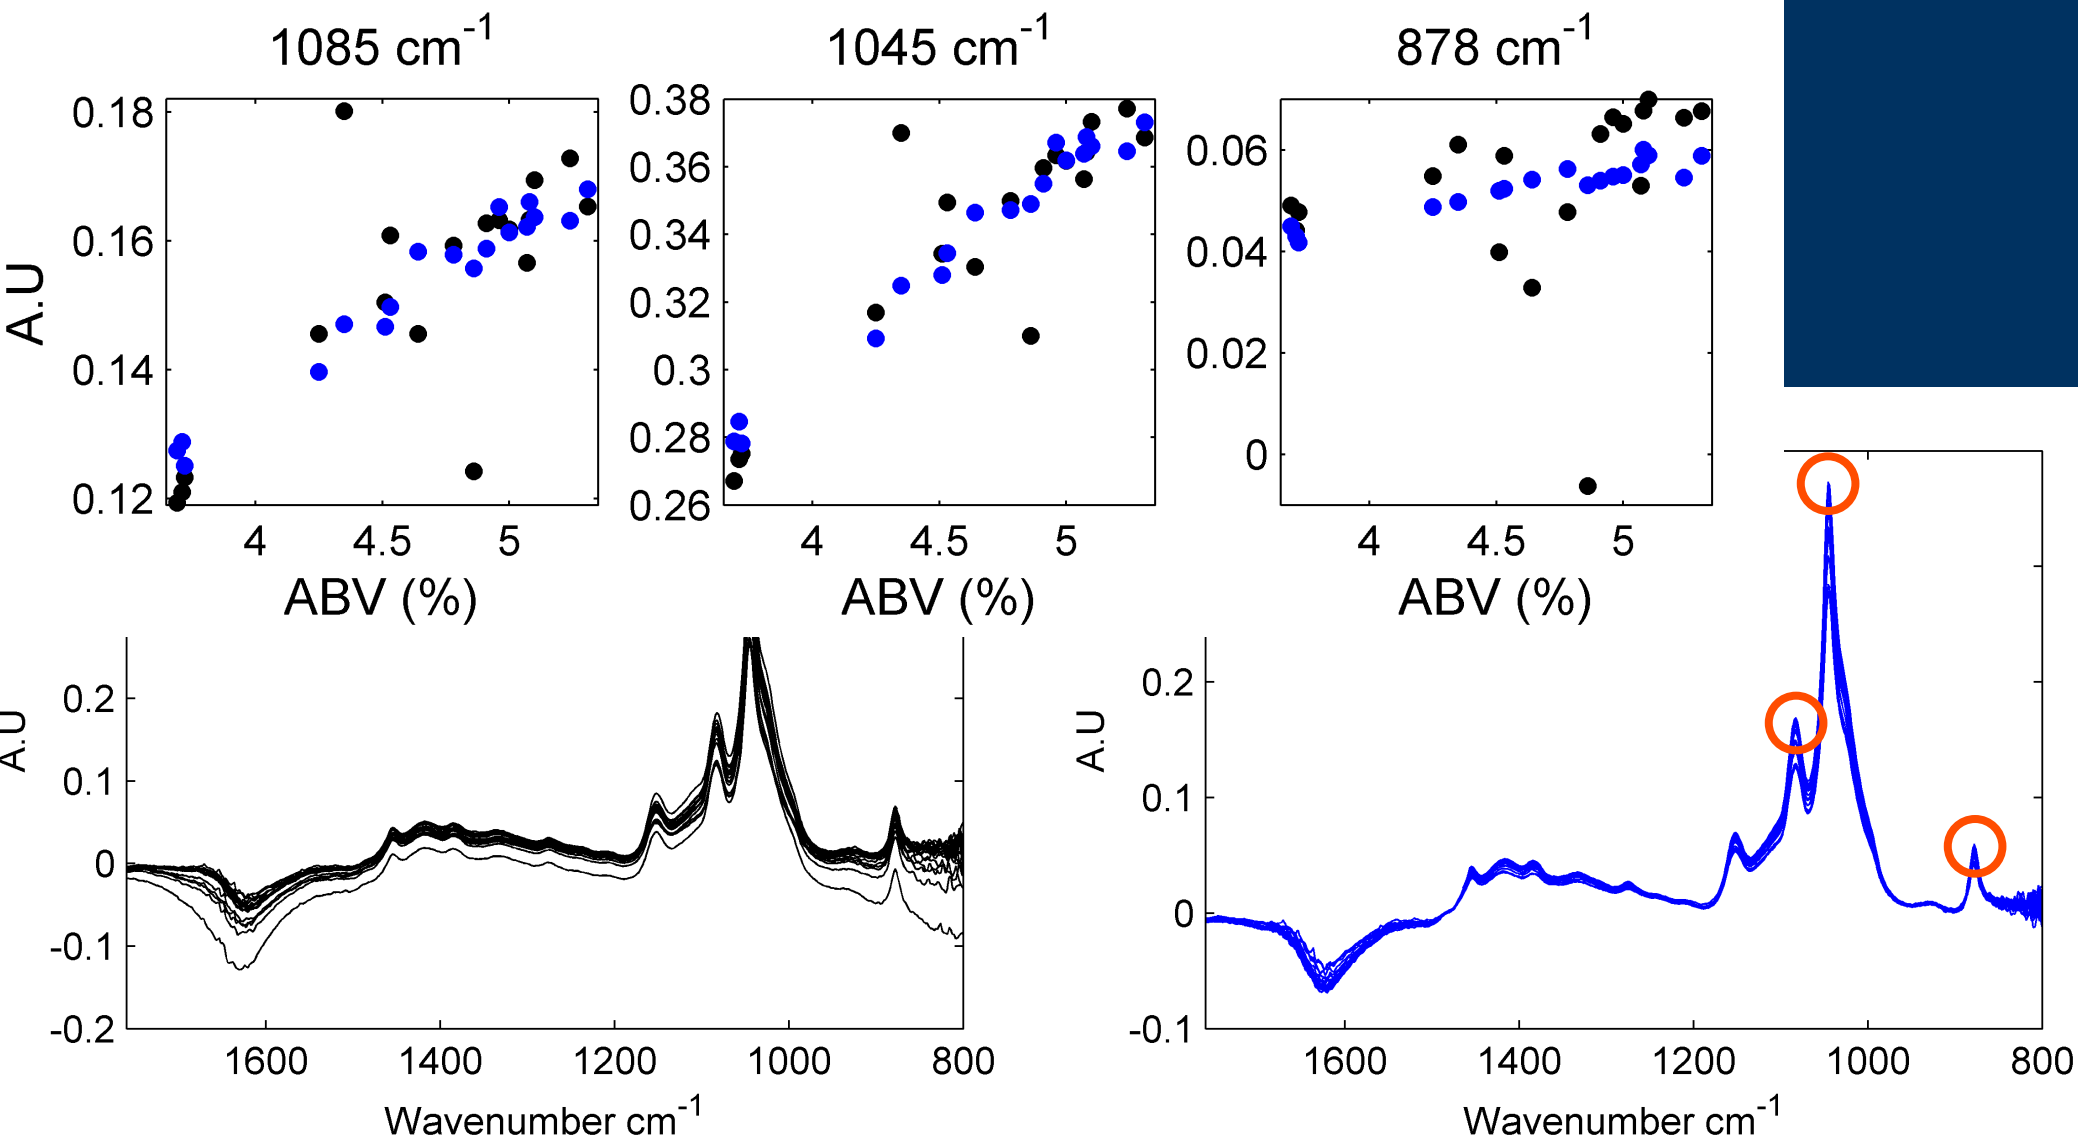 1085 cm-1
1045 cm-1
878 cm-1
0.18
0.16
0.14
0.12
A.U
4 4.5 5
ABV (%)
0.38
0.36
0.34
0.32
0.3
0.28
0.26
4 4.5 5
ABV (%)
0.06
0.04
0.02
0
4 4.5 5
ABV (%)
0.2
0.1
0
-0.1
-0.2
A.U
1600 1400 1200 1000 800
Wavenumber cm-1
0.2
0.1
0
-0.1
A.U
1600 1400 1200 1000 800
Wavenumber cm-1